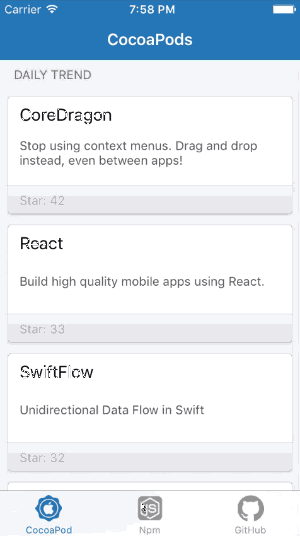 Carrier 7:58 PM
CocoaPods
DAILY TREND
CoreDragon
Stop using context menus. Drag and drop
instead, even between apps!
Star: 42
React
Build high quality mobile apps using React.
Star: 33
SwiftFlow
Unidirectional Data Flow in Swift
Star: 32
CocoaPod Npm GitHub